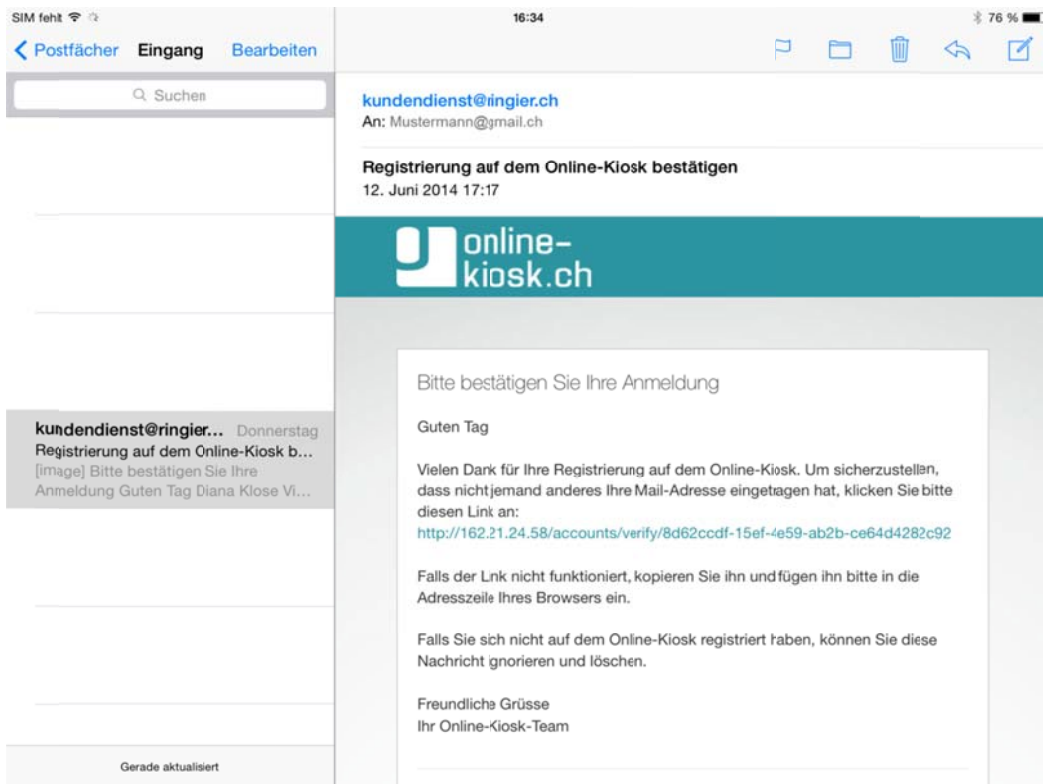 SIM fehlt
16:34
76 %
Postfächer
Eingang
Bearbeiten
Suchen
kundendienst@ringier...
Donnerstag
Registrierung auf dem Online-Kiosk b...
[image] Bitte bestätigen Sie Ihre
Anmeldung Guten Tag Diana Klose Vi...
Gerade aktualisiert
kundendienst@ringier.ch
An: Mustermann@gmail.ch
Registrierung auf dem Online-Kiosk bestätigen
12. Juni 2014 17:17
online-
kiosk.ch
Bitte bestätigen Sie Ihre Anmeldung
Guten Tag
Vielen Dank für Ihre Registrierung auf dem Online-Kiosk. Um sicherzustellen,
dass nicht jemand anderes Ihre Mail-Adresse eingetragen hat, klicken Sie bitte
diesen Link an:
http://162.21.24.58/accounts/verify/8d62ccdf-15ef-4e59-ab2b-ce64d4282c92
Falls der Link nicht funktioniert, kopieren Sie ihn und fügen ihn bitte in die
Adresszeile Ihres Browsers ein.
Falls Sie sich nicht auf dem Online-Kiosk registriert haben, können Sie diese
Nachricht ignorieren und löschen.
Freundliche Grüsse
Ihr Online-Kiosk-Team